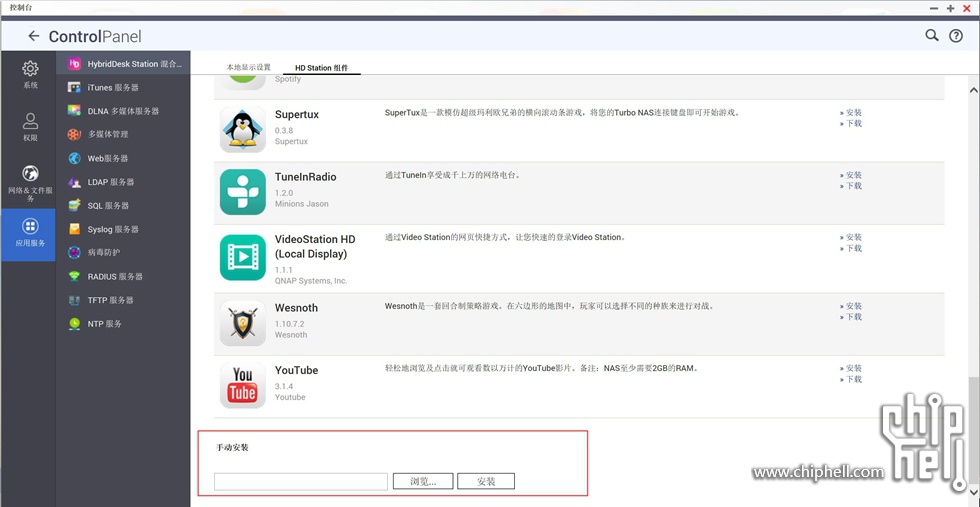 控制台
ControlPanel
系统
权限
网络&文件服
务
应用服务
HybridDesk Station 混合...
iTunes 服务器
DLNA 多媒体服务器
多媒体管理
Web服务器
LDAP 服务器
SQL 服务器
Syslog 服务器
病毒防护
RADIUS 服务器
TFTP 服务器
NTP 服务
本地显示设置
HD Station 组件
Spotify
Supertux
0.3.8
Supertux
SuperTux是一款模仿超级玛利欧兄弟的横向滚动条游戏，将您的Turbo NAS连接键盘即可开始游戏。
» 安装
» 下载
TuneInRadio
1.2.0
Minions Jason
通过TuneIn享受成千上万的网络电台。
» 安装
» 下载
VideoStation HD
(Local Display)
1.1.1
QNAP Systems, Inc.
通过Video Station的网页快捷方式，让您快速的登录Video Station。
» 安装
» 下载
Wesnoth
1.10.7.2
Wesnoth
Wesnoth是一套回合制策略游戏。在六边形的地图中，玩家可以选择不同的种族来进行对战。
» 安装
» 下载
You
Tube
YouTube
3.1.4
Youtube
轻松地浏览及点击就可观看数以万计的YouTube影片。备注：NAS至少需要2GB的RAM。
» 安装
» 下载
手动安装
浏览...
安装
chip
hell
www.chiphell.com